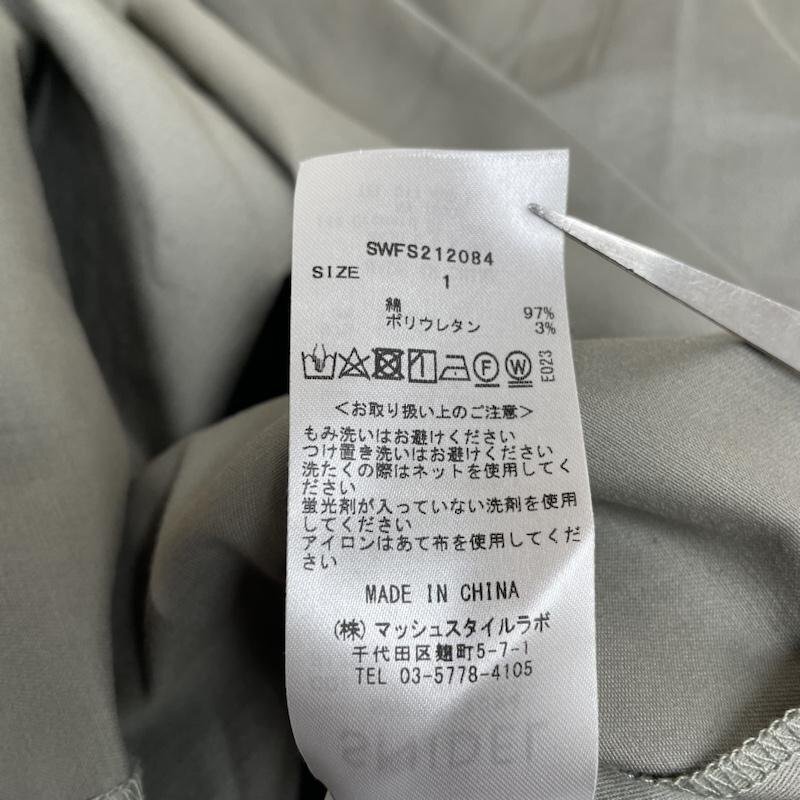 SWFS212084
SIZE 1
綿 97%
ポリウレタン 3%
F W E023
<お取り扱い上のご注意>
もみ洗いはお避けください
つけ置き洗いはお避けください
洗たくの際はネットを使用してく
ださい
蛍光剤が入っていない洗剤を使用
してください
アイロンはあて布を使用してくだ
さい
MADE IN CHINA
(株)マッシュスタイルラボ
千代田区麹町5-7-1
TEL 03-5778-4105
SNIDEL